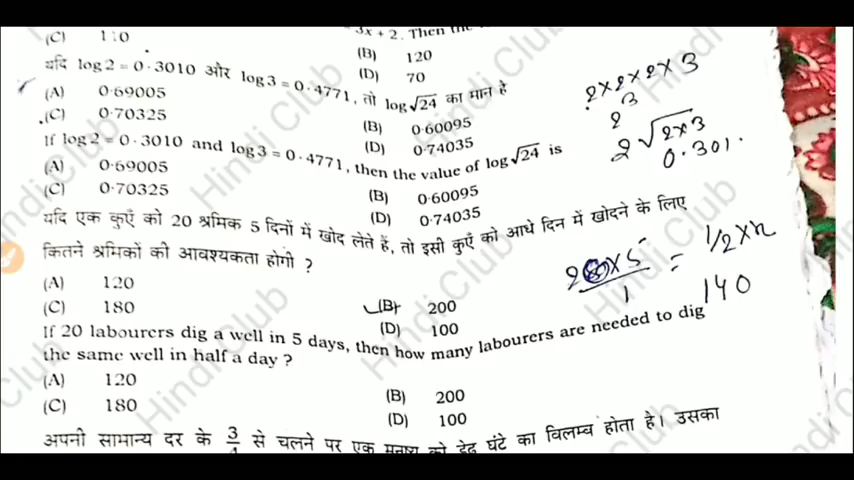 3x + 2. Then the
(C) 110
(B) 120
(D) 70
यदि log 2 = 0·3010 और log 3 = 0·4771, तो log√24 का मान है
(A) 0·69005
(B) 0·60095
(C) 0·70325
(D) 0·74035
If log 2 = 0·3010 and log 3 = 0·4771, then the value of log√24 is
(A) 0·69005
(B) 0·60095
(C) 0·70325
(D) 0·74035
2×2×2×3
2 3
2√2×3
0.301.
यदि एक कुएँ को 20 श्रमिक 5 दिनों में खोद लेते हैं, तो इसी कुएँ को आधे दिन में खोदने के लिए
कितने श्रमिकों की आवश्यकता होगी ?
(A) 120
(B) 200
(C) 180
(D) 100
= 1/2 × n
1
140
If 20 labourers dig a well in 5 days, then how many labourers are needed to dig
the same well in half a day ?
(A) 120
(B) 200
(C) 180
(D) 100
अपनी सामान्य दर के 3/4 से चलने पर एक मनुष्य को डेढ़ घंटे का विलम्ब होता है। उसका
Hindi Club